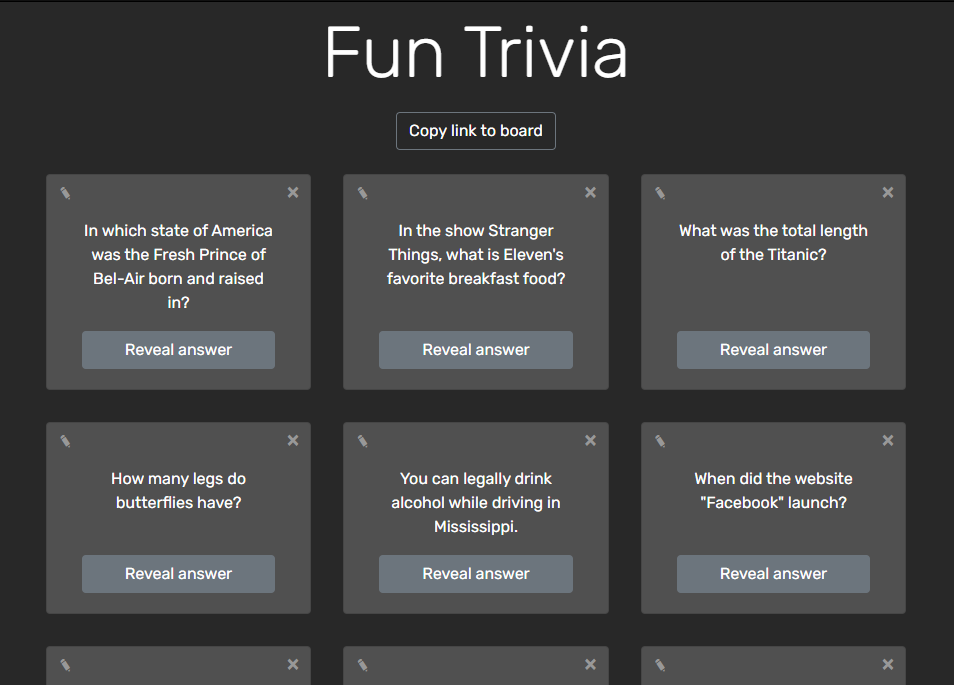 Fun Trivia
Copy link to board
In which state of America
was the Fresh Prince of
Bel-Air born and raised
in?
Reveal answer
In the show Stranger
Things, what is Eleven's
favorite breakfast food?
Reveal answer
What was the total length
of the Titanic?
Reveal answer
How many legs do
butterflies have?
Reveal answer
You can legally drink
alcohol while driving in
Mississippi.
Reveal answer
When did the website
"Facebook" launch?
Reveal answer